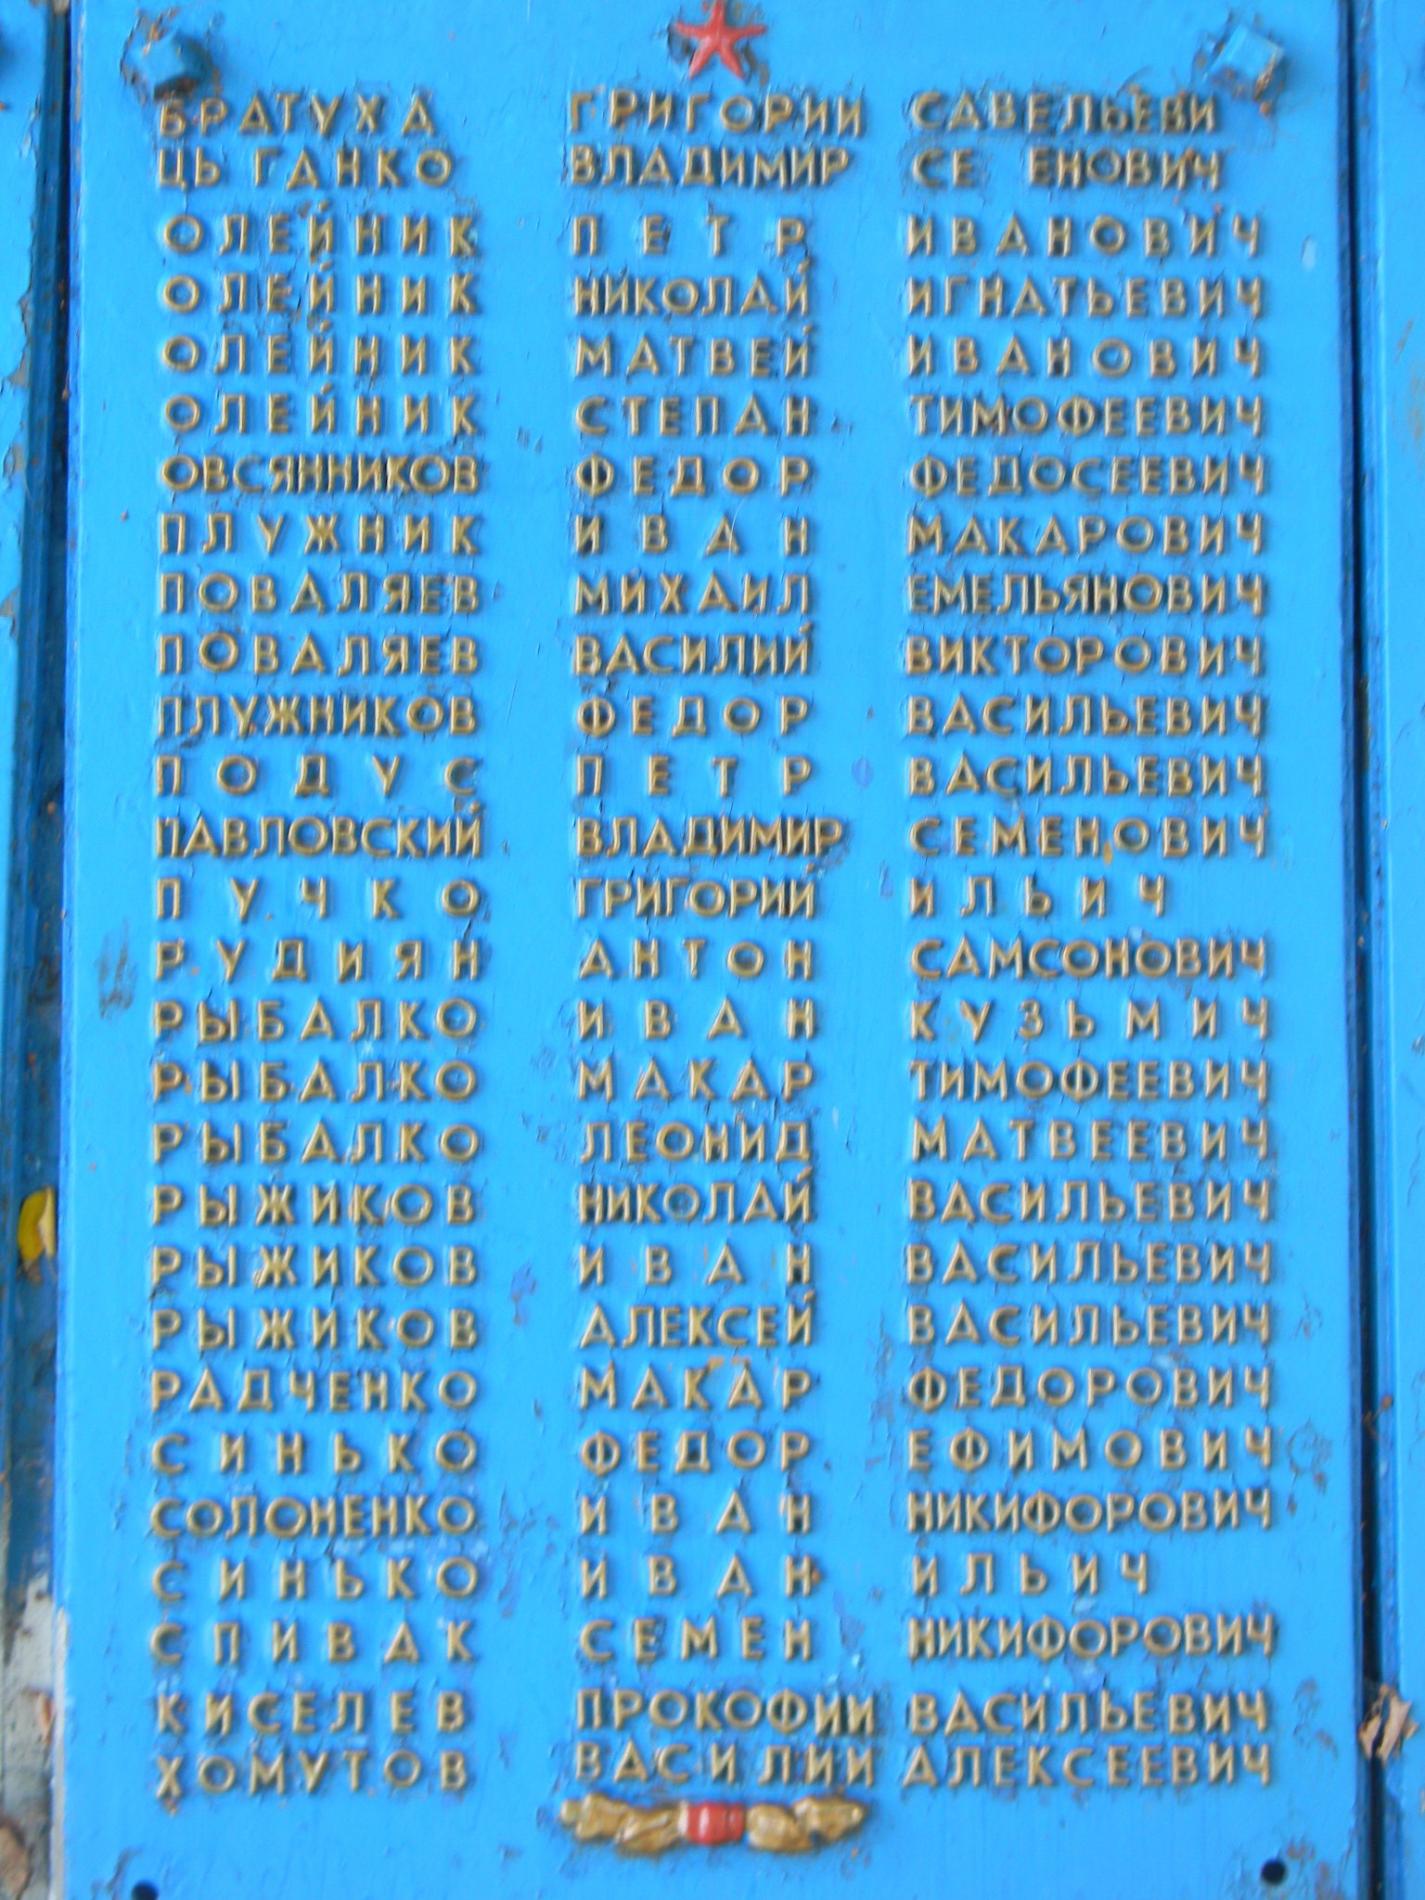 БРАТУХА ГРИГОРИИ САВЕЛЬЕВИ
ЦЬ ГАНКО ВЛАДИМИР СЕ ЕНОВИЧ
ОЛЕЙНИК ПЕТР ИВАНОВИЧ
ОЛЕЙНИК НИКОЛАЙ ИГНАТЬЕВИЧ
ОЛЕЙНИК МАТВЕЙ ИВАНОВИЧ
ОЛЕЙНИК СТЕПАН ТИМОФЕЕВИЧ
ОВСЯННИКОВ ФЕДОР ФЕДОСЕЕВИЧ
ПЛУЖНИК ИВАН МАКАРОВИЧ
ПОВАЛЯЕВ МИХАИЛ ЕМЕЛЬЯНОВИЧ
ПОВАЛЯЕВ ВАСИЛИЙ ВИКТОРОВИЧ
ПЛУЖНИКОВ ФЕДОР ВАСИЛЬЕВИЧ
ПОДУС ПЕТР ВАСИЛЬЕВИЧ
ПАВЛОВСКИЙ ВЛАДИМИР СЕМЕНОВИЧ
ПУЧКО ГРИГОРИЙ ИЛЬИЧ
РУДИЯН АНТОН САМСОНОВИЧ
РЫБАЛКО ИВАН КУЗЬМИЧ
РЫБАЛКО МАКАР ТИМОФЕЕВИЧ
РЫБАЛКО ЛЕОНИД МАТВЕЕВИЧ
РЫЖИКОВ НИКОЛАЙ ВАСИЛЬЕВИЧ
РЫЖИКОВ ИВАН ВАСИЛЬЕВИЧ
РЫЖИКОВ АЛЕКСЕЙ ВАСИЛЬЕВИЧ
РАДЧЕНКО МАКАР ФЕДОРОВИЧ
СИНЬКО ФЕДОР ЕФИМОВИЧ
СОЛОНЕНКО ИВАН НИКИФОРОВИЧ
СИНЬКО ИВАН ИЛЬИЧ
СПИВАК СЕМЕН НИКИФОРОВИЧ
КИСЕЛЕВ ПРОКОФИИ ВАСИЛЬЕВИЧ
ХОМУТОВ ВАСИЛИИ АЛЕКСЕЕВИЧ